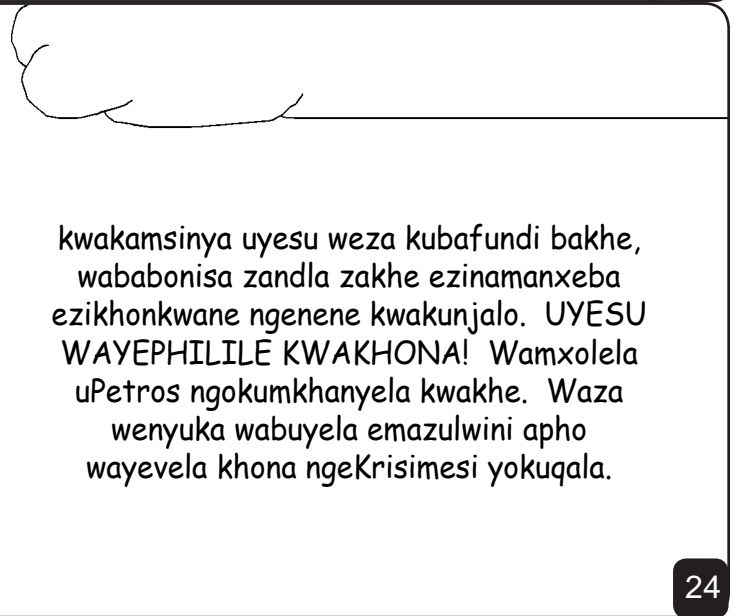 kwakamsinya uyesu weza kubafundi bakhe,
wababonisa zandla zakhe ezinamanxeba
ezikhonkwane ngenene kwakunjalo.  UYESU
WAYEPHILILE KWAKHONA!  Wamxolela
uPetros ngokumkhanyela kwakhe.  Waza
wenyuka wabuyela emazulwini apho
wayevela khona ngeKrisimesi yokuqala.
24